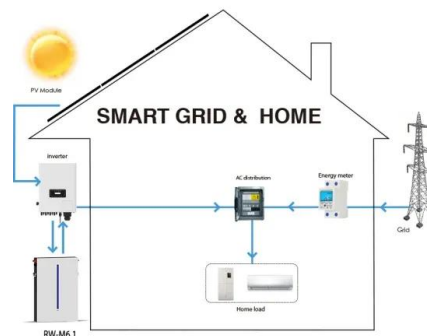 PV Module
SMART GRID & HOME
Inverter
AC distribution
Energy meter
Grid
Home load
RW-M6.1